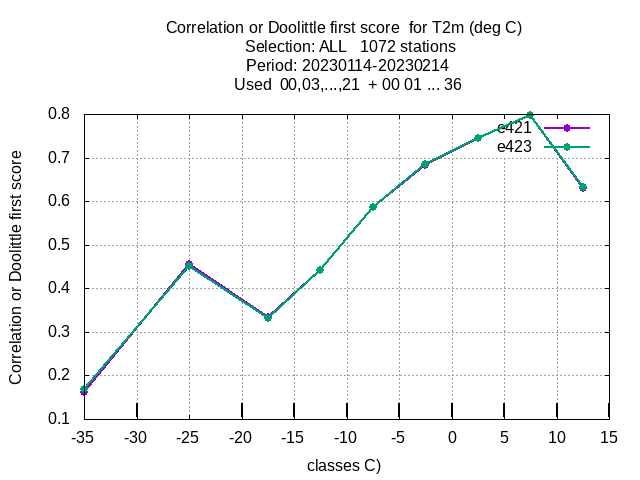 Correlation or Doolittle first score  for T2m (deg C)
Selection: ALL   1072 stations
Period: 20230114-20230214
Used  00,03,...,21  + 00 01 ... 36
Correlation or Doolittle first score
0.8
0.7
0.6
0.5
0.4
0.3
0.2
0.1
e421
e423
-35 -30 -25 -20 -15 -10 -5 0 5 10 15
classes C)